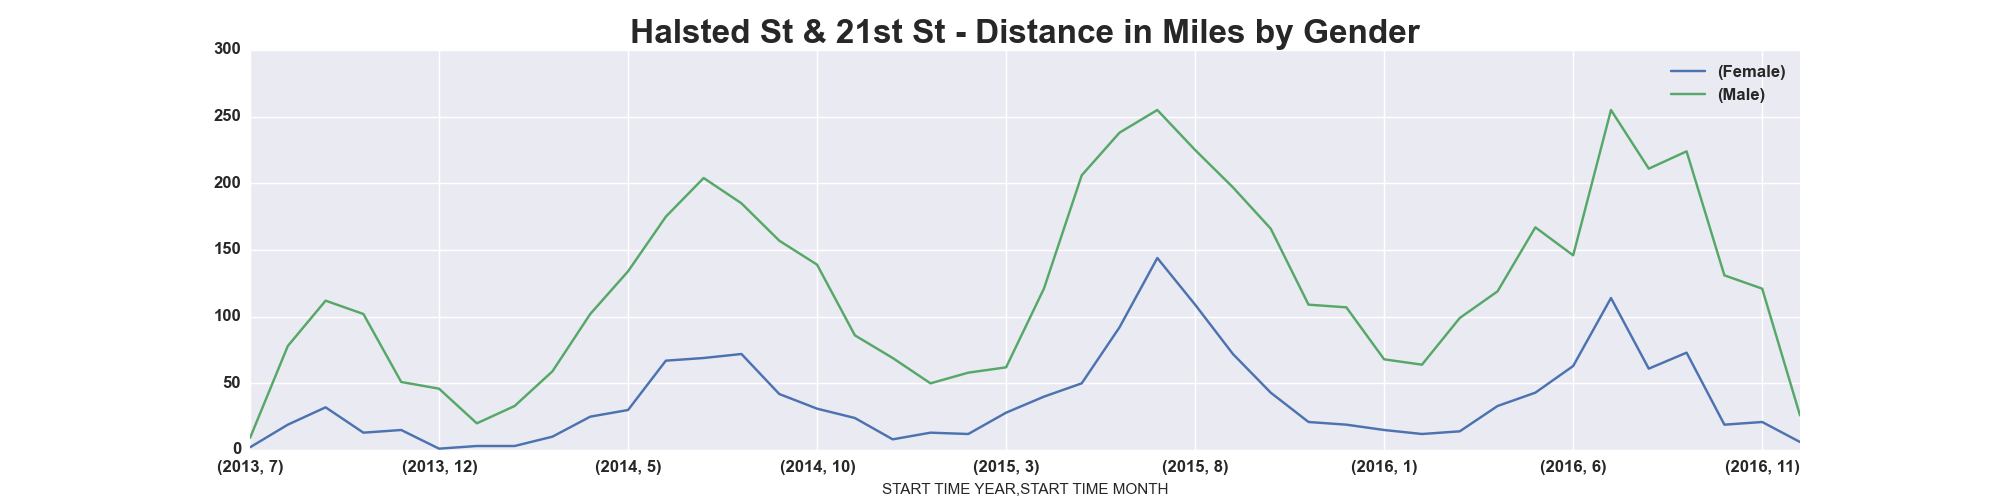 Halsted St & 21st St - Distance in Miles by Gender
300
250
200
150
100
50
0
(Female)
(Male)
(2013, 7) (2013, 12) (2014, 5) (2014, 10) (2015, 3) (2015, 8) (2016, 1) (2016, 6) (2016, 11)
START TIME YEAR,START TIME MONTH